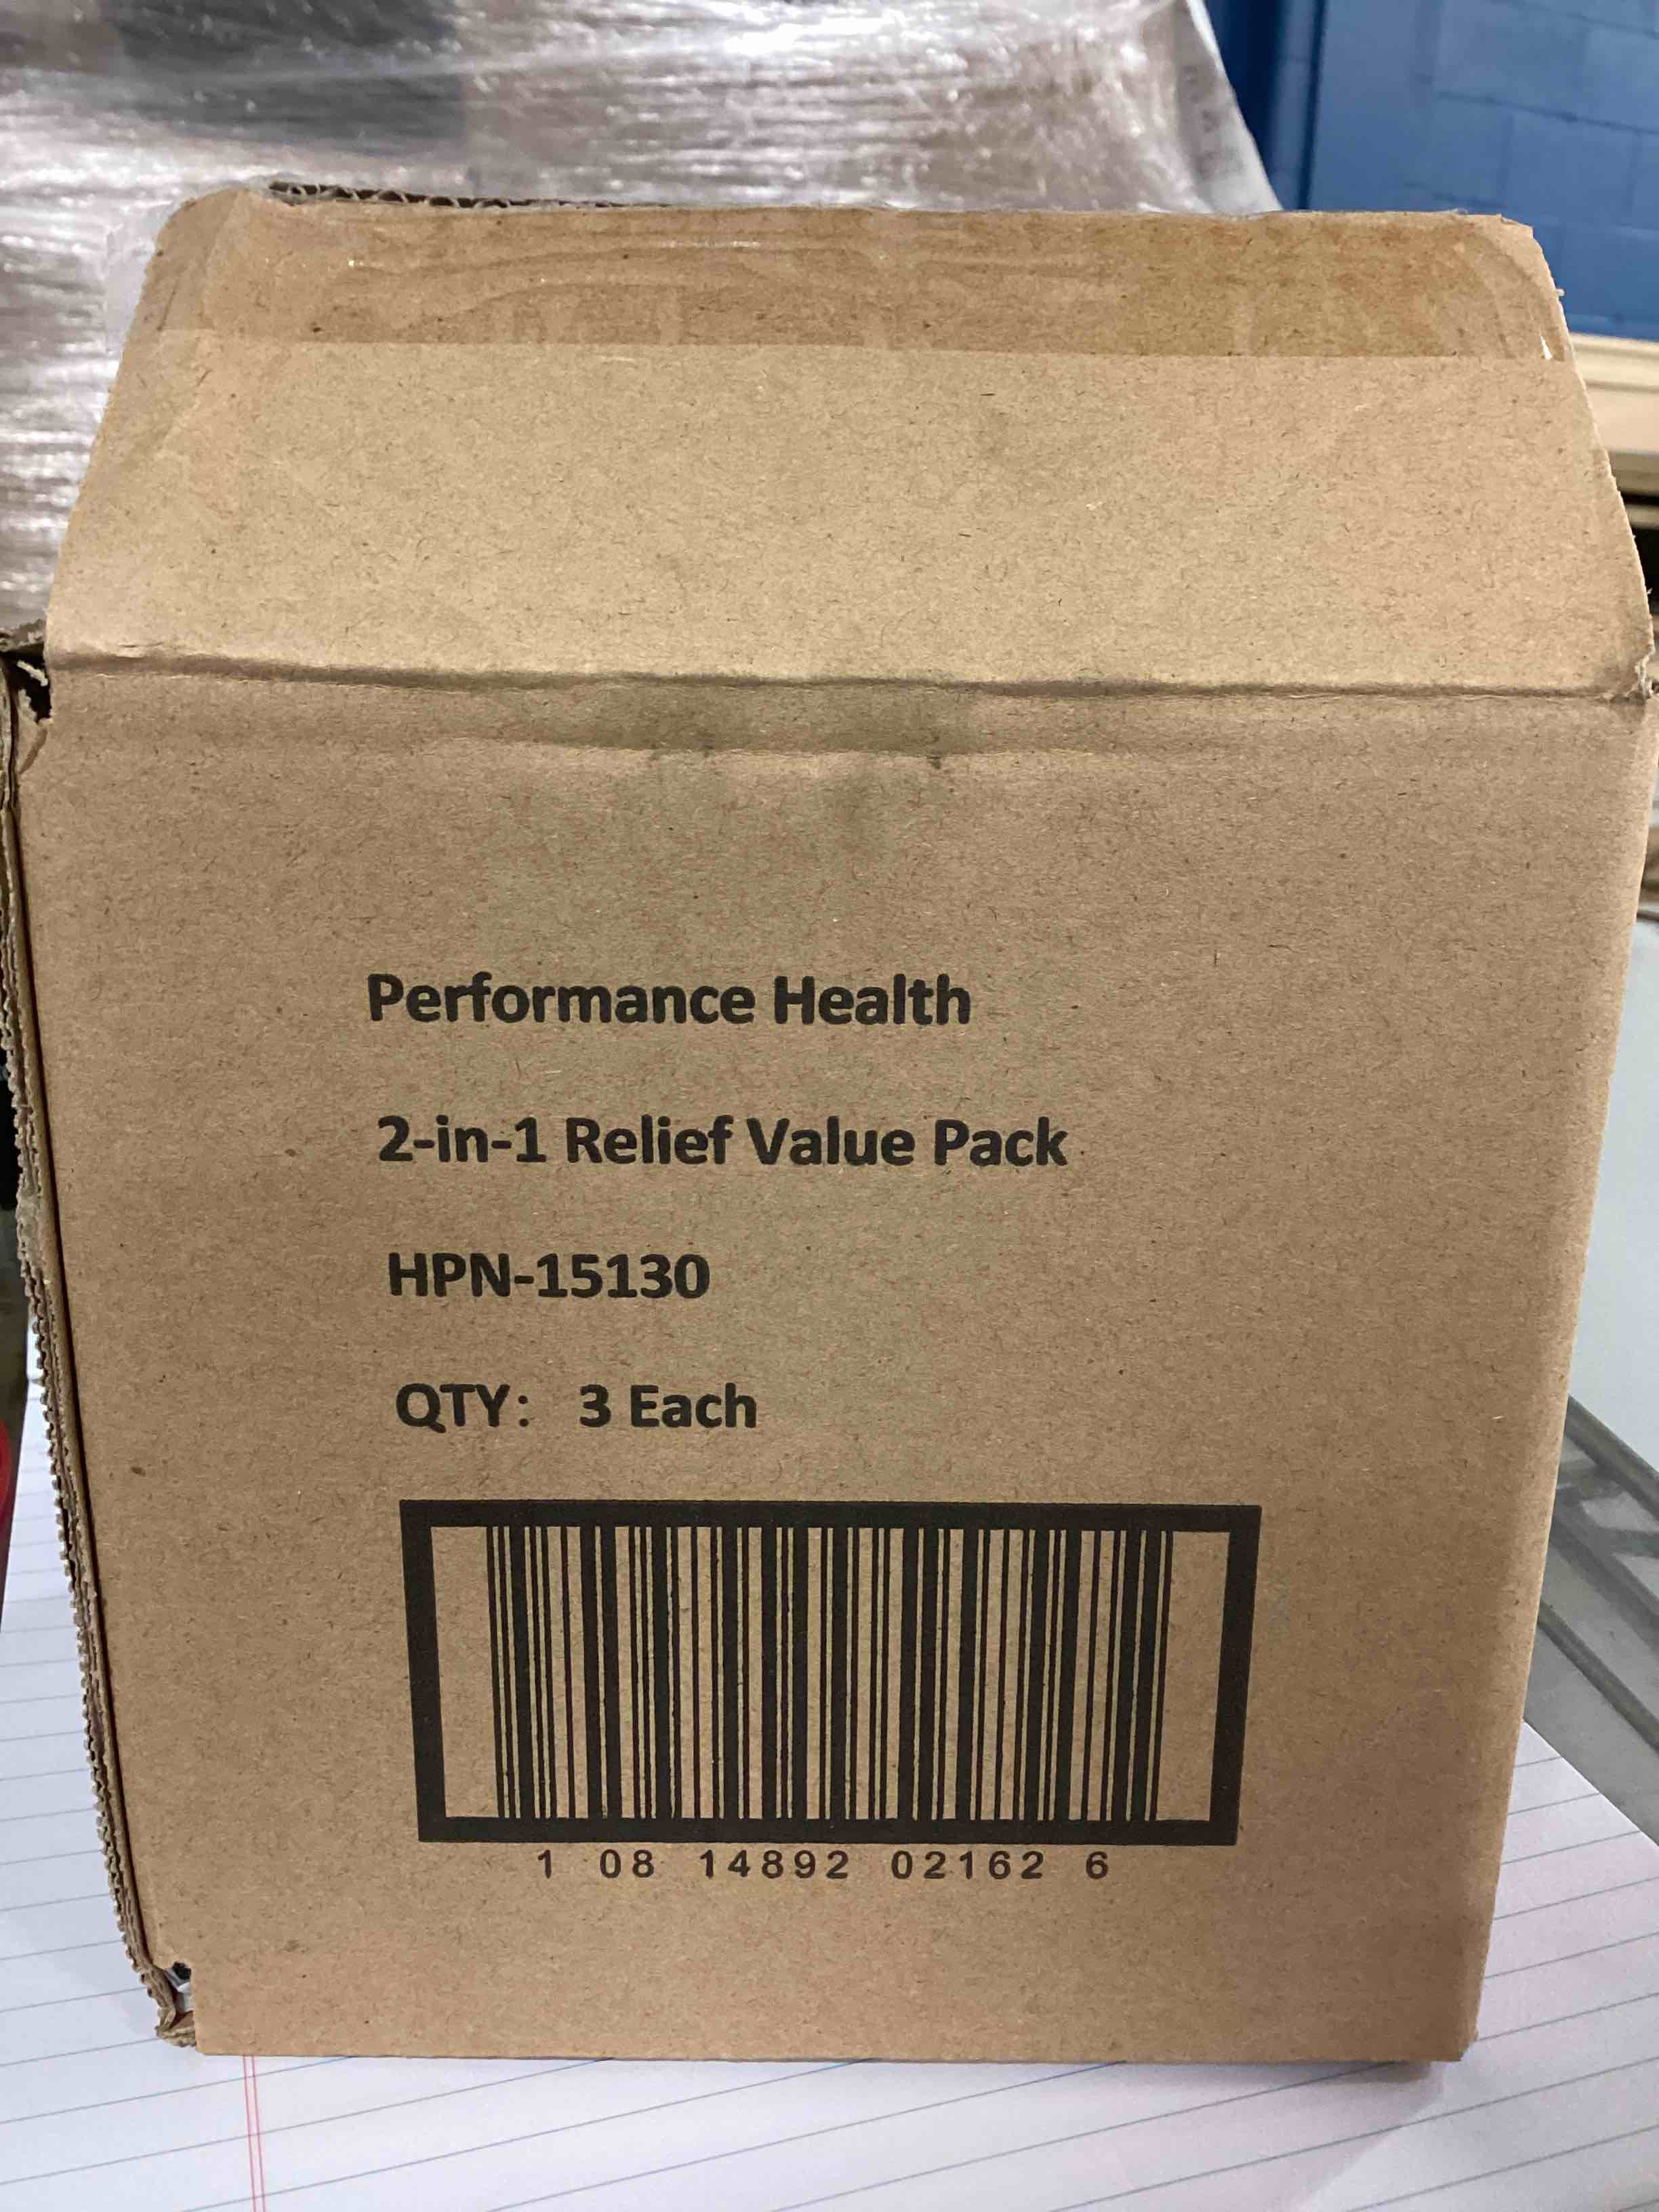 Performance Health
2-in-1 Relief Value Pack
HPN-15130
QTY: 3 Each
1 08 14892 02162 6